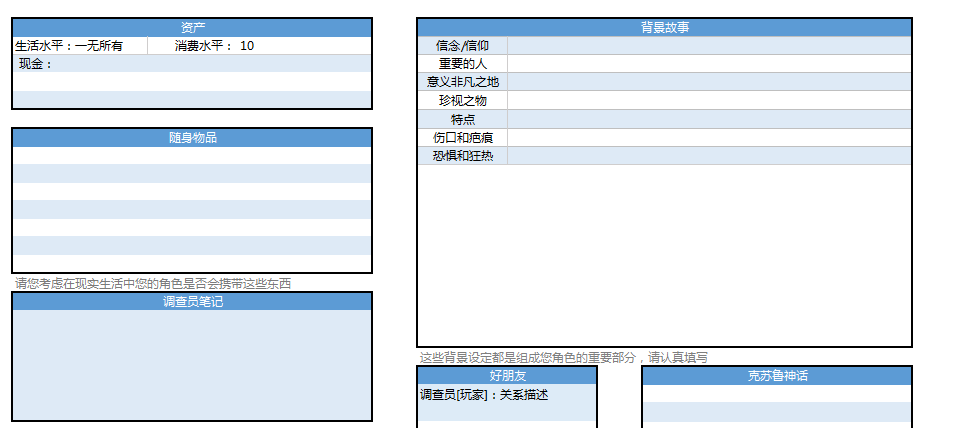 资产
生活水平：一无所有 消费水平： 10
现金：
随身物品
请您考虑在现实生活中您的角色是否会携带这些东西
调查员笔记
背景故事
信念/信仰
重要的人
意义非凡之地
珍视之物
特点
伤口和疤痕
恐惧和狂热
这些背景设定都是组成您角色的重要部分，请认真填写
好朋友
调查员[玩家]：关系描述
克苏鲁神话